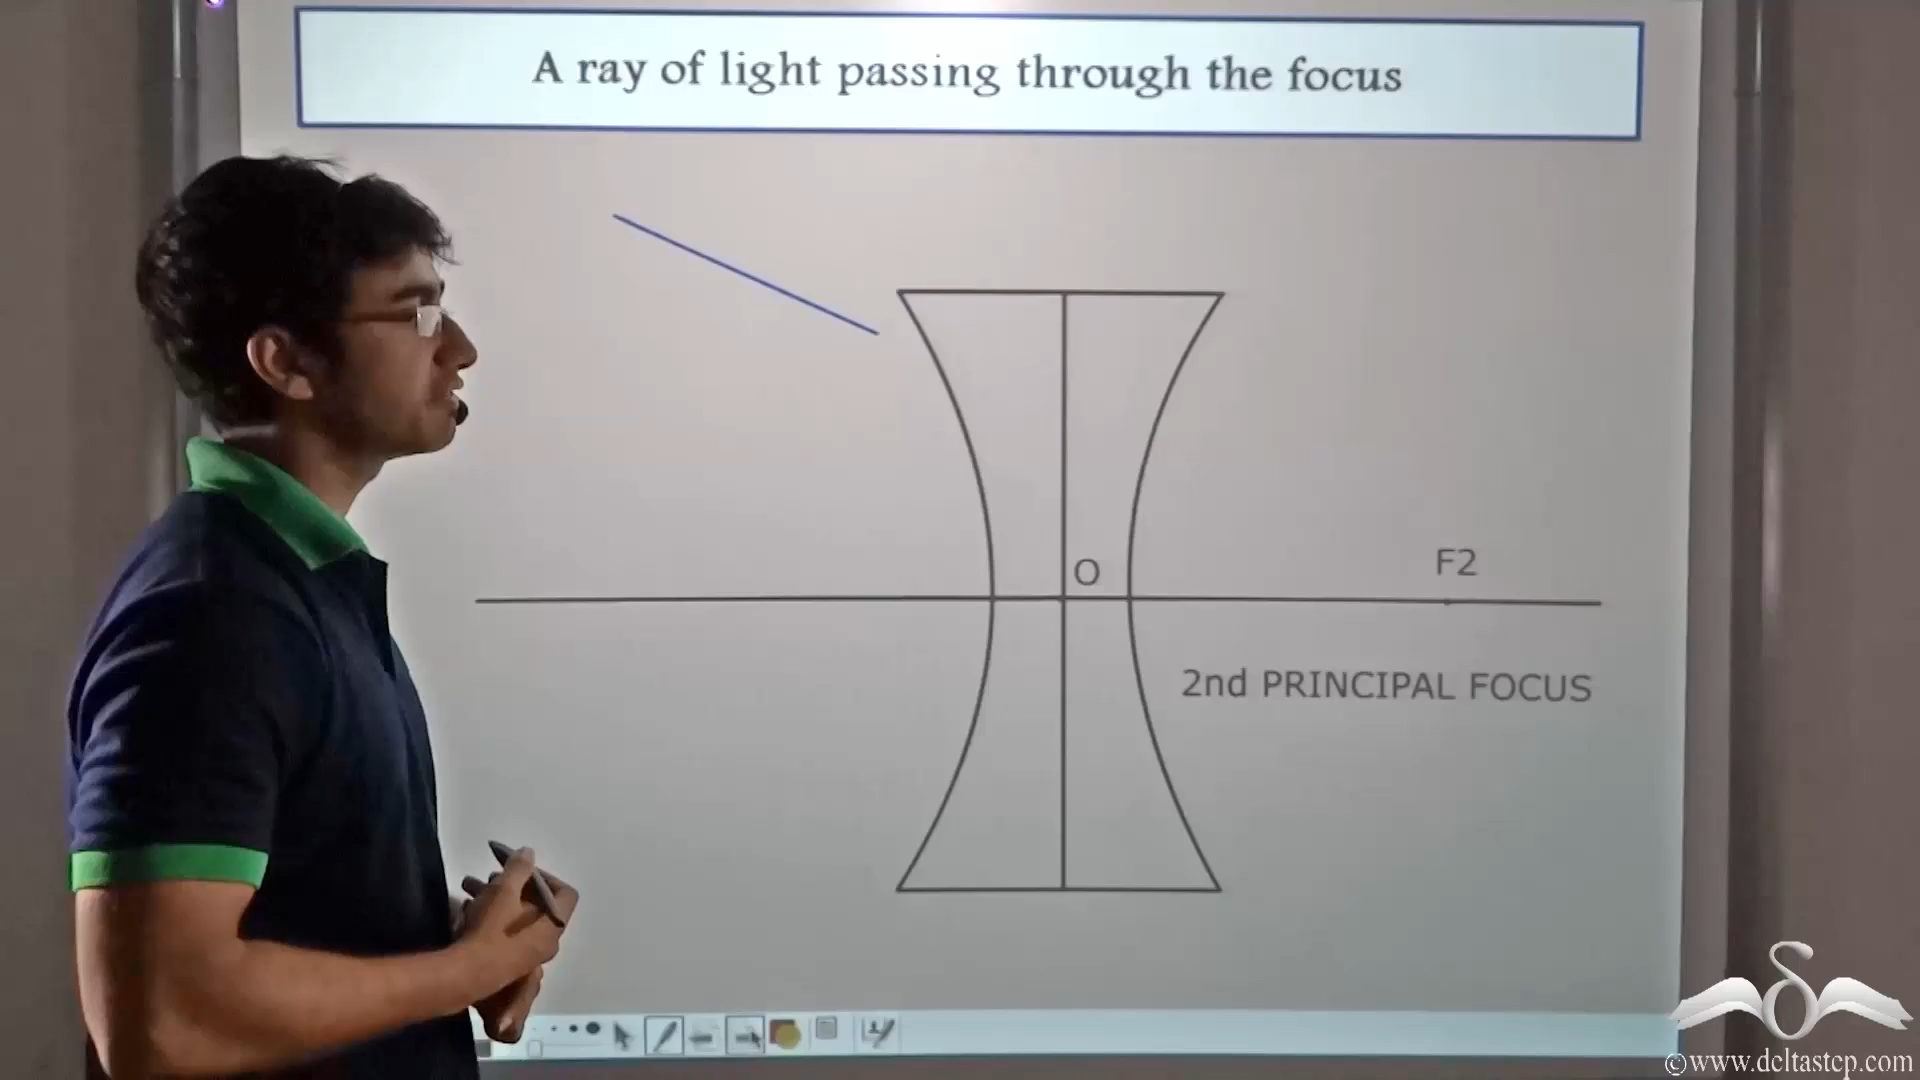 A ray of light passing through the focus
O
F2
2nd PRINCIPAL FOCUS
©www.deltastep.com